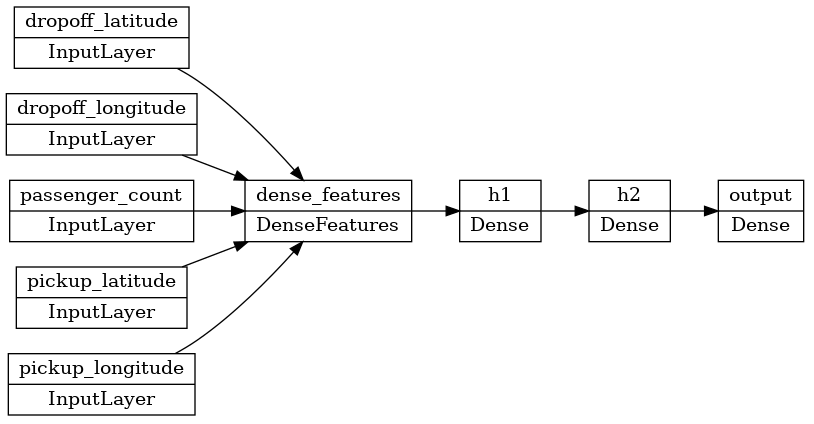 dropoff_latitude
InputLayer
dropoff_longitude
InputLayer
passenger_count
InputLayer
pickup_latitude
InputLayer
pickup_longitude
InputLayer
dense_features
DenseFeatures
h1
Dense
h2
Dense
output
Dense